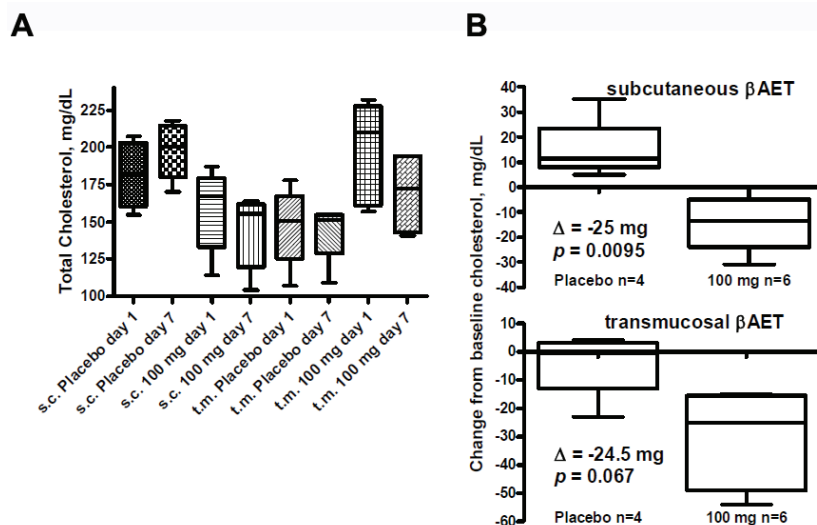 A
Total Cholesterol, mg/dL
225
200
175
150
125
100
s.c. Placebo day 1
s.c. Placebo day 7
s.c. 100 mg day 1
s.c. 100 mg day 7
t.m. Placebo day 1
t.m. Placebo day 7
t.m. 100 mg day 1
t.m. 100 mg day 7
B
Change from baseline cholesterol, mg/dL
subcutaneous βAET
40
30
20
10
0
-10
-20
-30
-40
Δ = -25 mg
p = 0.0095
Placebo n=4 100 mg n=6
transmucosal βAET
10
0
-10
-20
-30
-40
-50
-60
Δ = -24.5 mg
p = 0.067
Placebo n=4 100 mg n=6